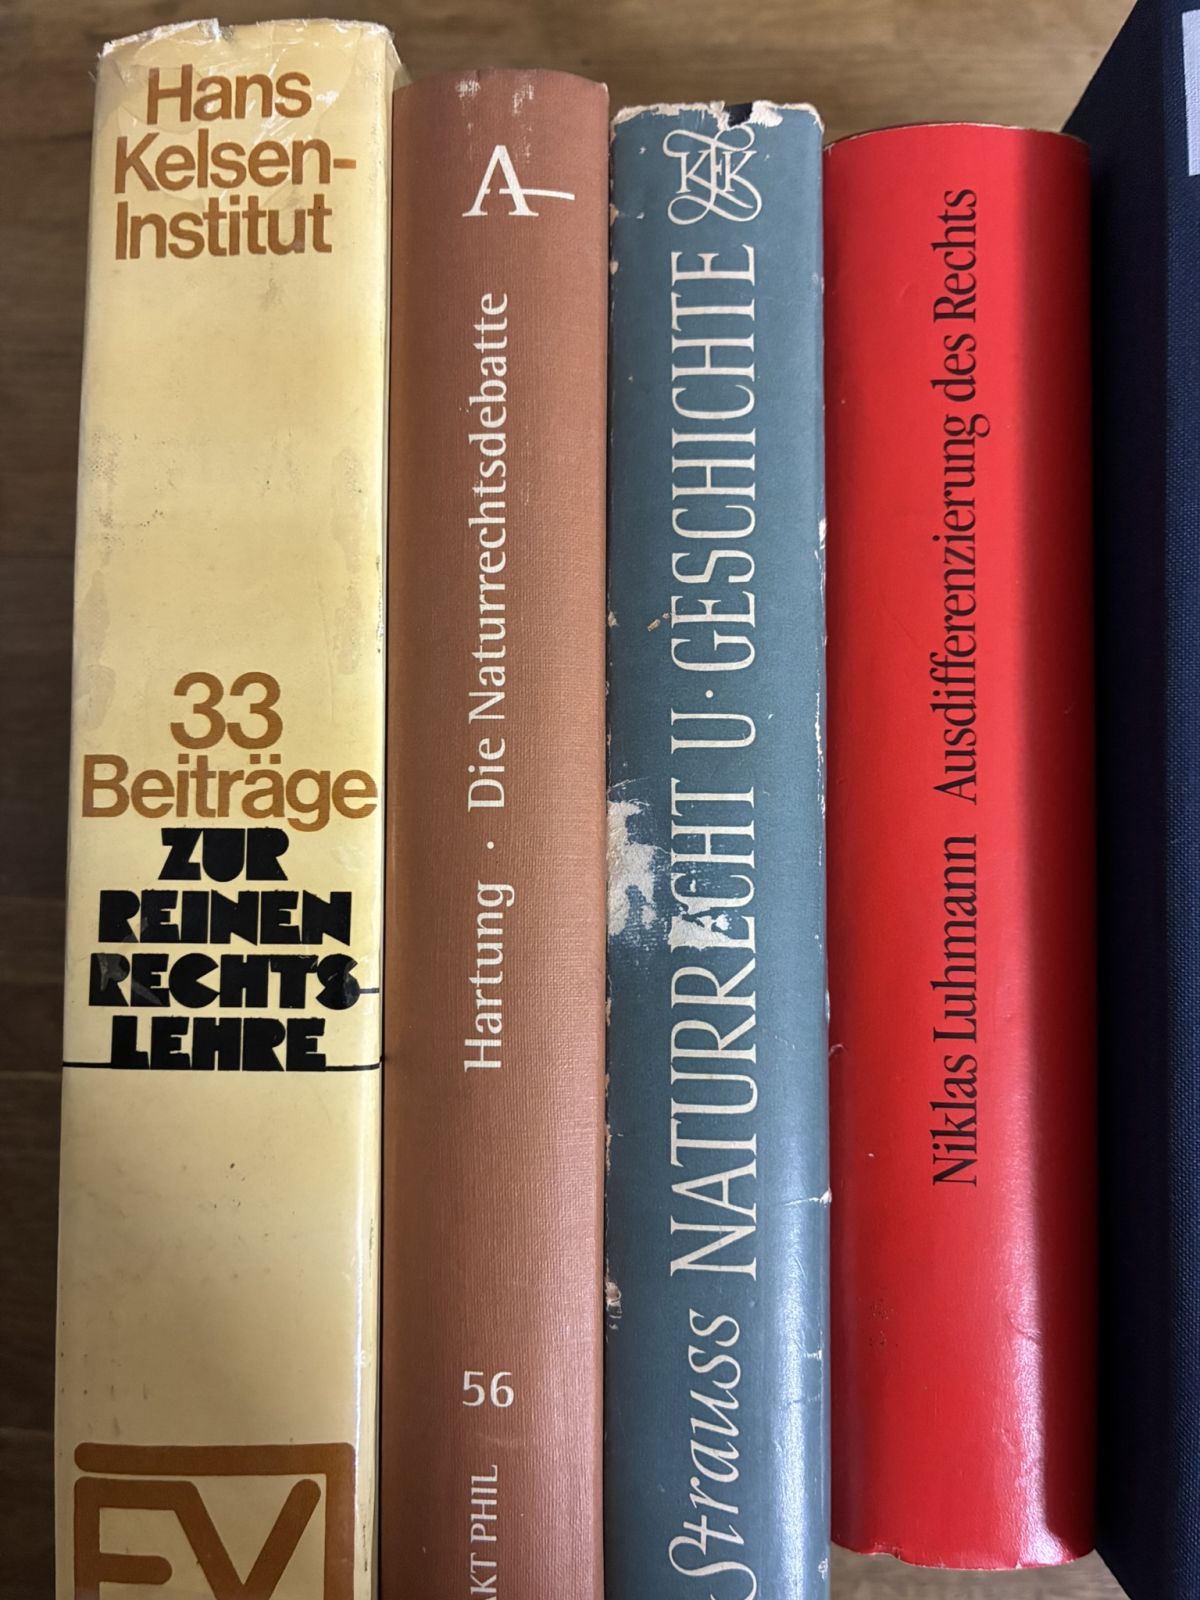 Hans
Kelsen-
Institut
33
Beiträge
ZUR
REINEN
RECHTS-
LEHRE
EV
A
Hartung · Die Naturrechtsdebatte
56
AKT PHIL
Strauss NATURRECHT U · GESCHICHTE
Niklas Luhmann Ausdifferenzierung des Rechts